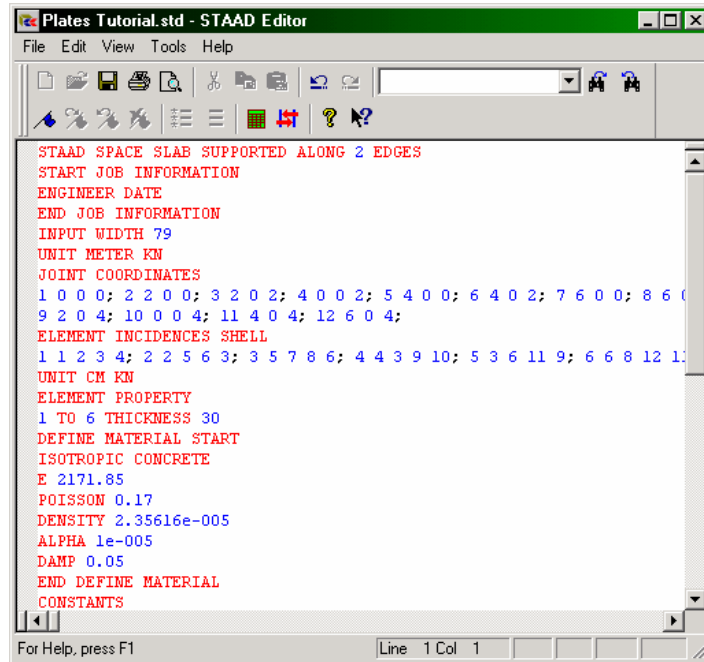 Plates Tutorial.std - STAAD Editor
File Edit View Tools Help
STAAD SPACE SLAB SUPPORTED ALONG 2 EDGES
START JOB INFORMATION
ENGINEER DATE
END JOB INFORMATION
INPUT WIDTH 79
UNIT METER KN
JOINT COORDINATES
1 0 0 0; 2 2 0 0; 3 2 0 2; 4 0 0 2; 5 4 0 0; 6 4 0 2; 7 6 0 0; 8 6
9 2 0 4; 10 0 0 4; 11 4 0 4; 12 6 0 4;
ELEMENT INCIDENCES SHELL
1 1 2 3 4; 2 2 5 6 3; 3 5 7 8 6; 4 4 3 9 10; 5 3 6 11 9; 6 6 8 12
UNIT CM KN
ELEMENT PROPERTY
1 TO 6 THICKNESS 30
DEFINE MATERIAL START
ISOTROPIC CONCRETE
E 2171.85
POISSON 0.17
DENSITY 2.35616e-005
ALPHA 1e-005
DAMP 0.05
END DEFINE MATERIAL
CONSTANTS
For Help, press F1
Line 1 Col 1